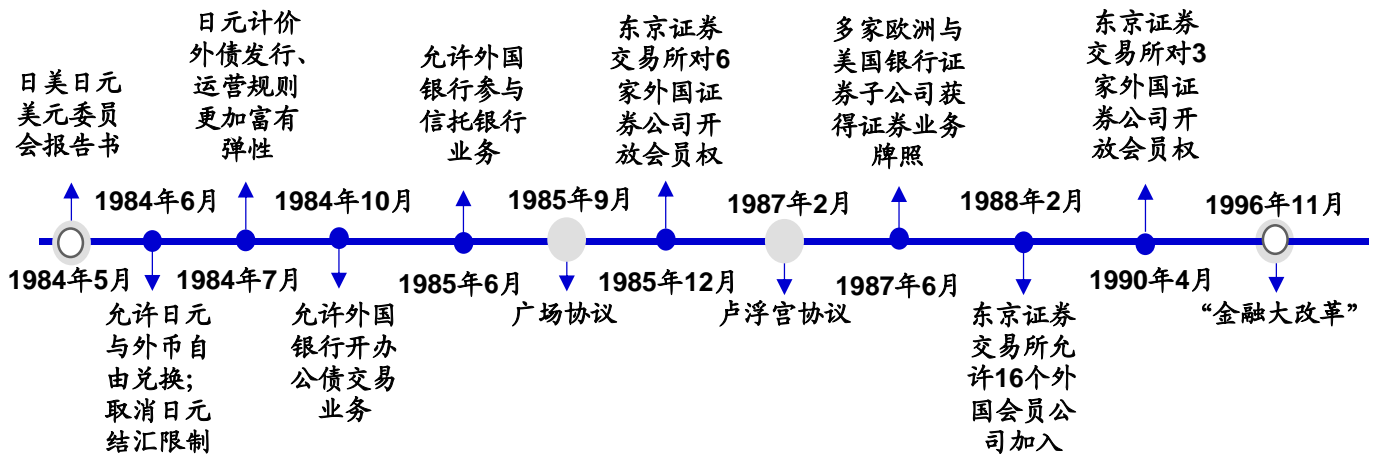 日美日元
美元委员
会报告书
1984年5月
1984年6月
允许日元
与外币自
由兑换;
取消日元
结汇限制
日元计价
外债发行、
运营规则
更加富有
弹性
1984年7月
1984年10月
允许外国
银行开办
公债交易
业务
允许外国
银行参与
信托银行
业务
1985年6月
1985年9月
广场协议
东京证券
交易所对6
家外国证
券公司开
放会员权
1985年12月
1987年2月
卢浮宫协议
多家欧洲与
美国银行证
券子公司获
得证券业务
牌照
1987年6月
1988年2月
东京证券
交易所允
许16个外
国会员公
司加入
东京证券
交易所对3
家外国证
券公司开
放会员权
1990年4月
1996年11月
“金融大改革”